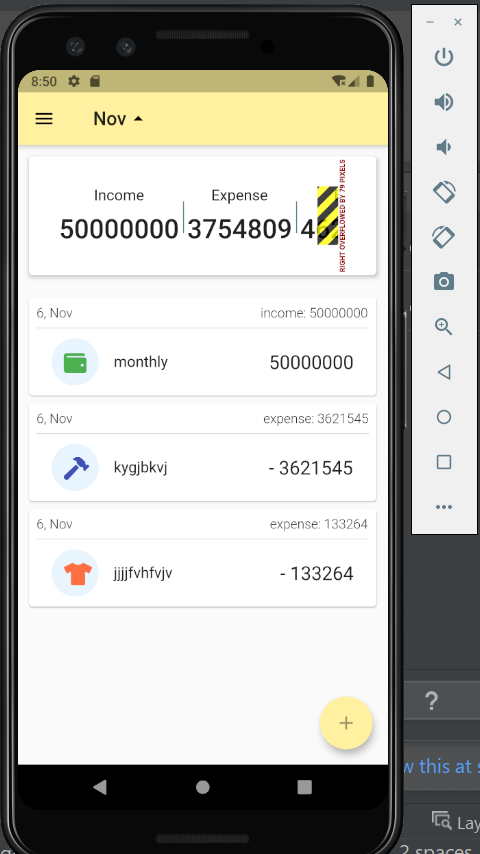 8:50
Nov
Income
Expense
50000000
3754809
RIGHT OVERFLOWED BY 79 PIXELS
6, Nov
income: 50000000
monthly
50000000
6, Nov
expense: 3621545
kygjbkvj
- 3621545
6, Nov
expense: 133264
jjjjfvhfvjv
- 133264
+
?
w this at s
Lay
2 spaces